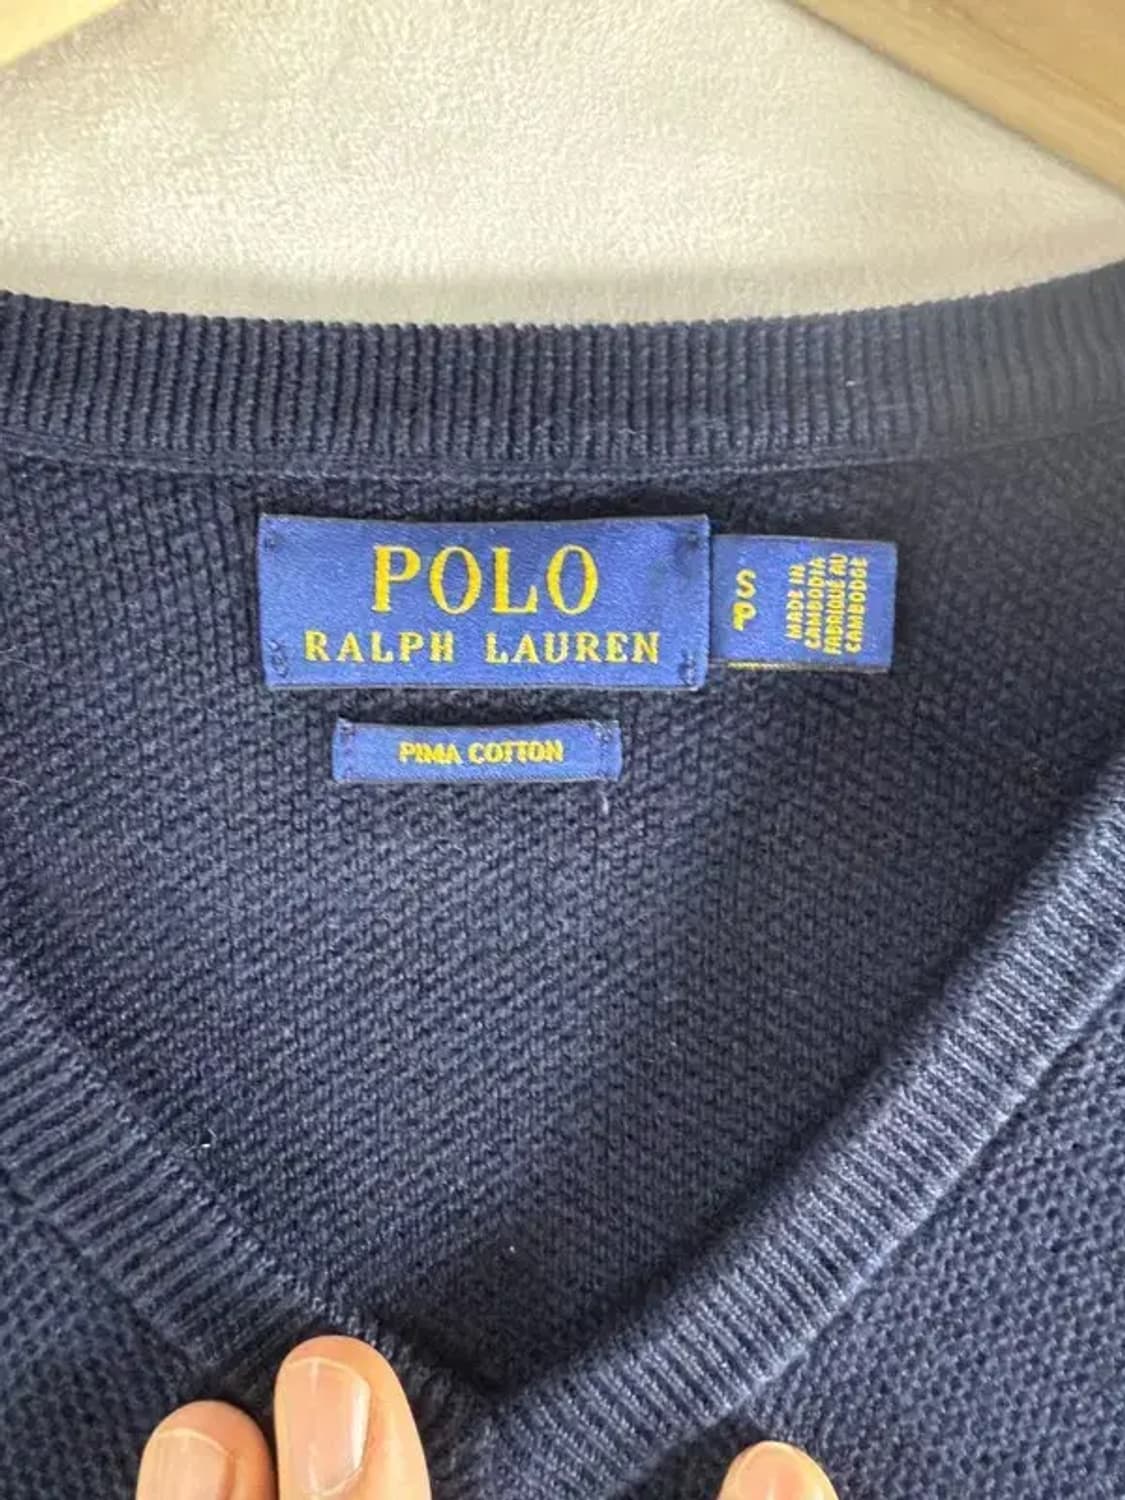 POLO
RALPH LAUREN
S
P
MADE IN
CAMBODIA
FABRIQUÉ AU
CAMBODGE
PIMA COTTON